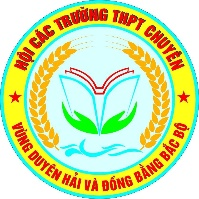 HỘI CÁC TRƯỜNG THPT CHUYÊN
VÙNG DUYÊN HẢI VÀ ĐỒNG BẰNG BẮC BỘ